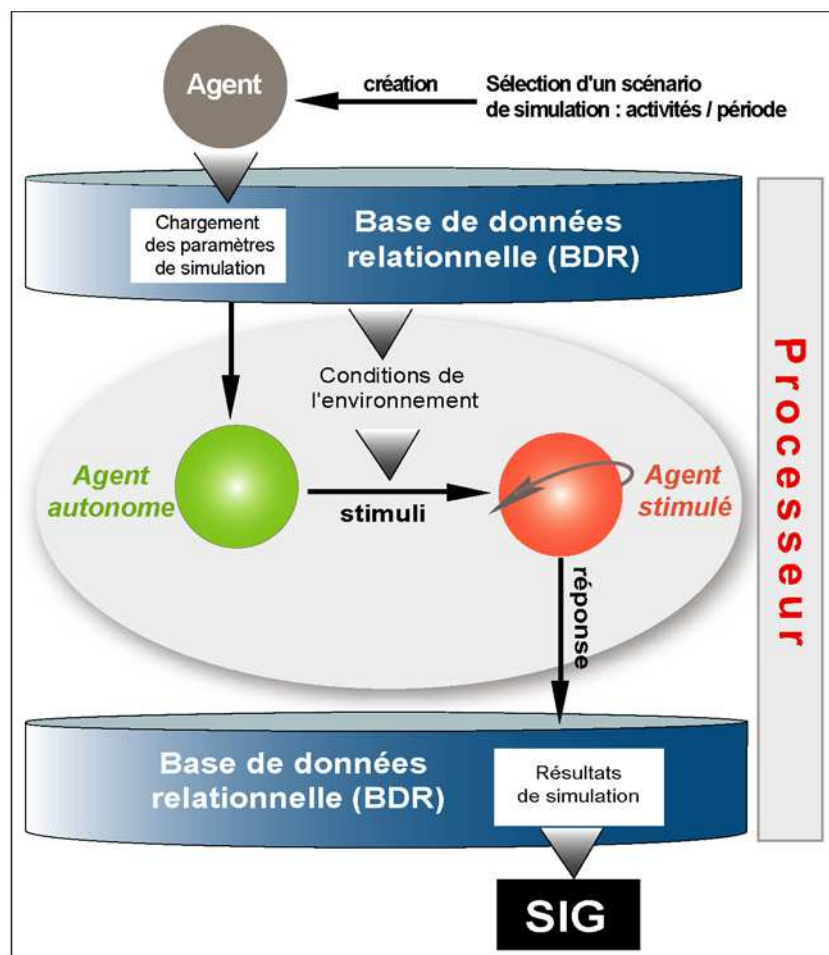 Agent
création
Sélection d'un scénario
de simulation : activités / période
Chargement
des paramètres
de simulation
Base de données
relationnelle (BDR)
Processeur
Conditions de
l'environnement
Agent
autonome
stimuli
Agent
stimulé
réponse
Base de données
relationnelle (BDR)
Résultats
de simulation
SIG